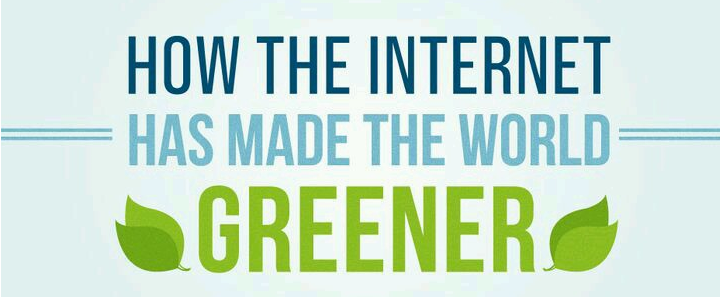 HOW THE INTERNET
HAS MADE THE WORLD
GREENER